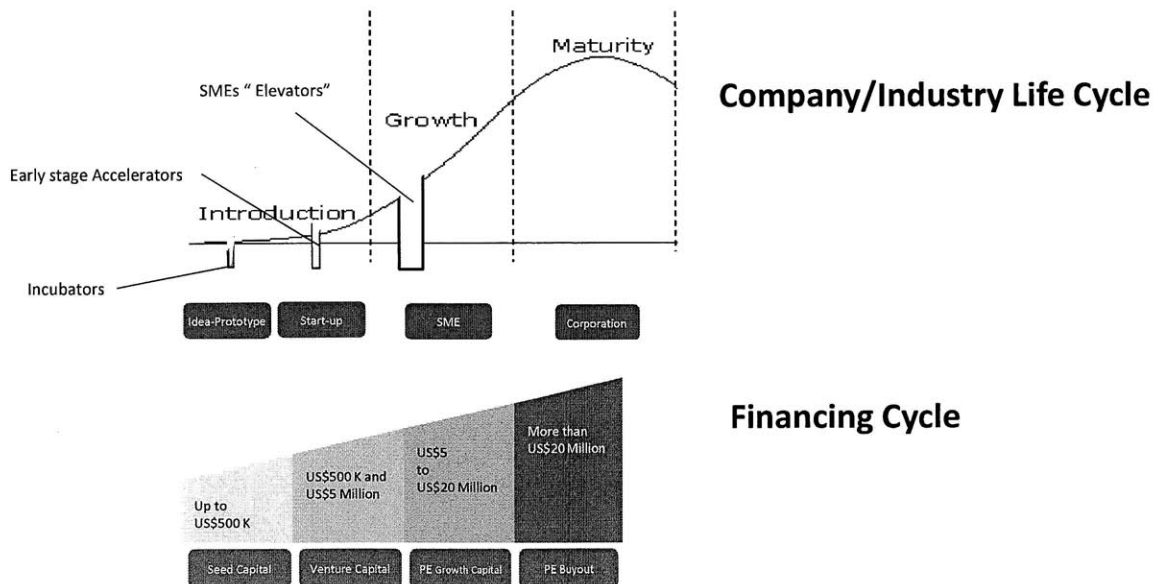 Maturity
Company/Industry Life Cycle
SMEs “ Elevators”
Growth
Early stage Accelerators
Introduction
Incubators
Idea-Prototype
Start-up
SME
Corporation
Financing Cycle
More than
US$20 Million
US$5
to
US$20 Million
US$500 K and
US$5 Million
Up to
US$500 K
Seed Capital
Venture Capital
PE Growth Capital
PE Buyout